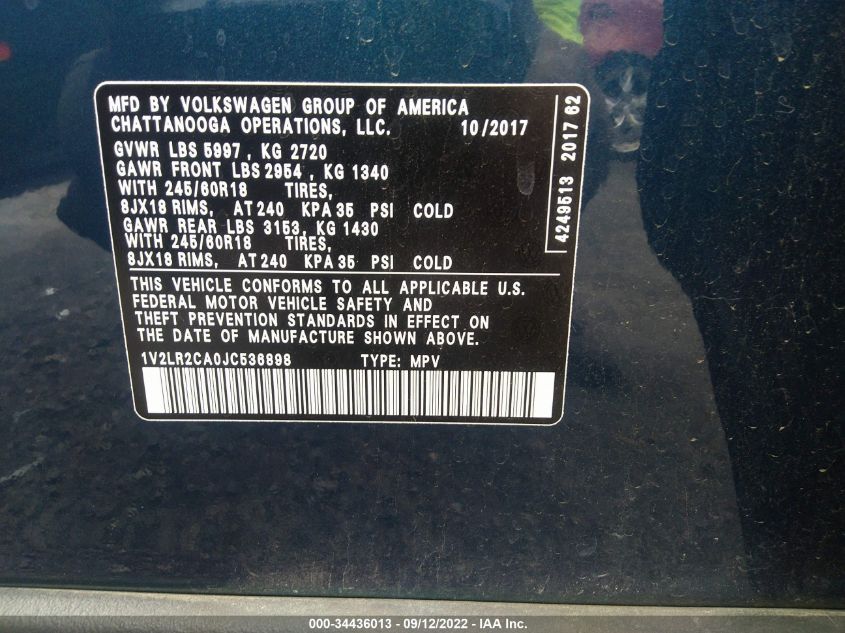 MFD BY VOLKSWAGEN GROUP OF AMERICA
CHATTANOOGA OPERATIONS, LLC. 10/2017
GVWR LBS 5997, KG 2720
GAWR FRONT LBS 2954, KG 1340
WITH 245/60R18 TIRES,
8JX18 RIMS, AT 240 KPA 35 PSI COLD
GAWR REAR LBS 3153, KG 1430
WITH 245/60R18 TIRES,
8JX18 RIMS, AT 240 KPA 35 PSI COLD
THIS VEHICLE CONFORMS TO ALL APPLICABLE U.S.
FEDERAL MOTOR VEHICLE SAFETY AND
THEFT PREVENTION STANDARDS IN EFFECT ON
THE DATE OF MANUFACTURE SHOWN ABOVE.
1V2LR2CA0JC536898 TYPE: MPV
4249513 2017 62
000-34436013 - 09/12/2022 - IAA Inc.